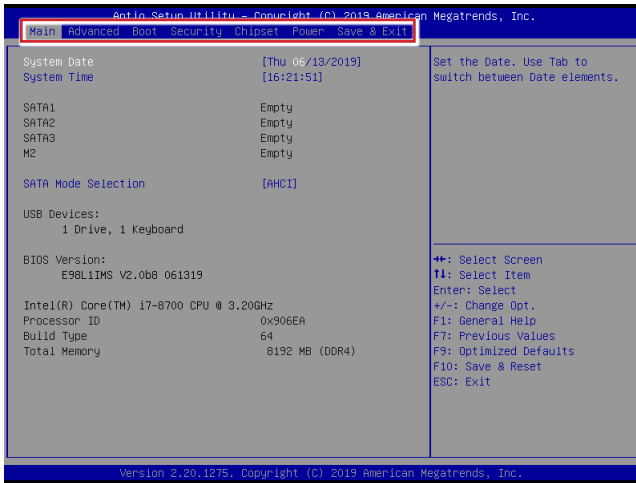 Aptio Setup Utility – Copyright (C) 2019 American Megatrends, Inc.
Main Advanced Boot Security Chipset Power Save & Exit
System Date [Thu 06/13/2019] Set the Date. Use Tab to
System Time [16:21:51] switch between Date elements.
SATA1 Empty
SATA2 Empty
SATA3 Empty
M2 Empty
SATA Mode Selection [AHCI]
USB Devices:
1 Drive, 1 Keyboard
BIOS Version: →←: Select Screen
E98L1IMS V2.0b8 061319 ↑↓: Select Item
Enter: Select
Intel(R) Core(TM) i7-8700 CPU @ 3.20GHz +/-: Change Opt.
Processor ID 0x906EA F1: General Help
Build Type 64 F7: Previous Values
Total Memory 8192 MB (DDR4) F9: Optimized Defaults
F10: Save & Reset
ESC: Exit
Version 2.20.1275. Copyright (C) 2019 American Megatrends, Inc.